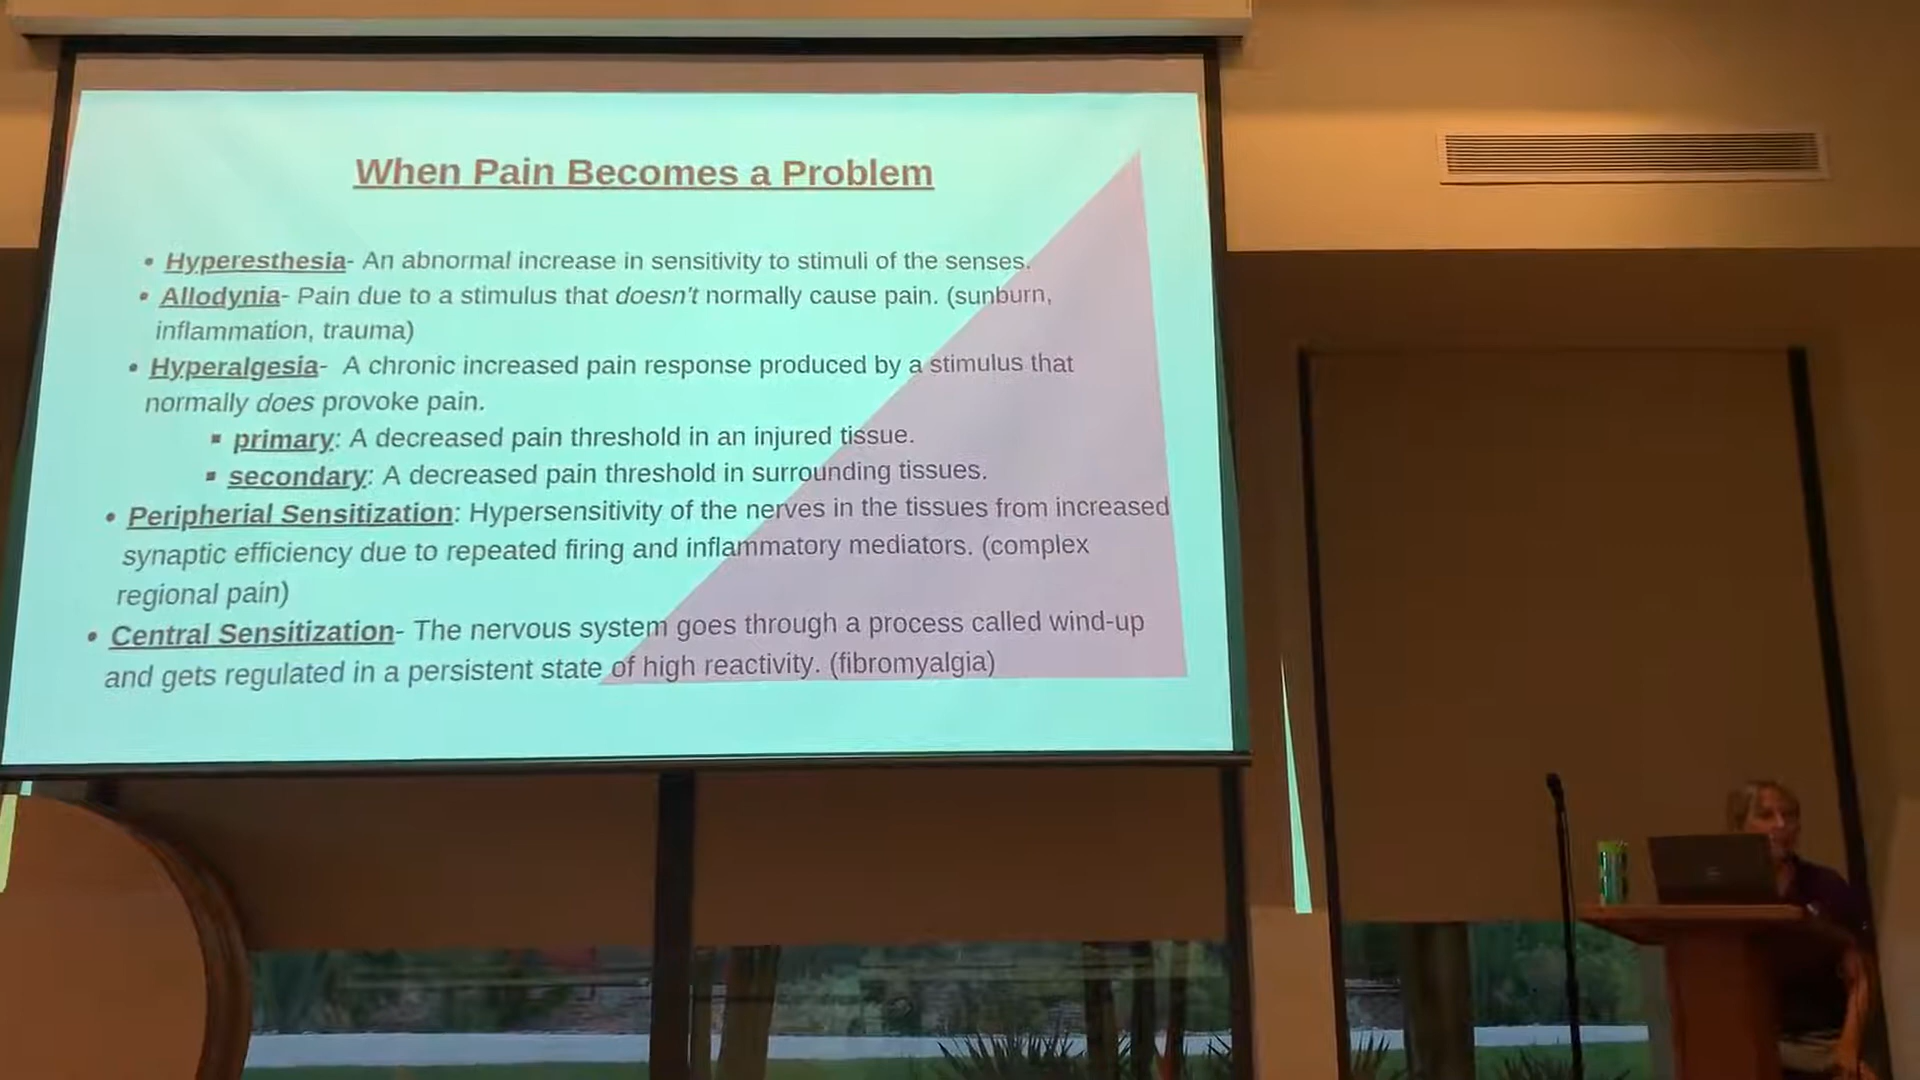 When Pain Becomes a Problem
• Hyperesthesia- An abnormal increase in sensitivity to stimuli of the senses.
• Allodynia- Pain due to a stimulus that doesn't normally cause pain. (sunburn,
inflammation, trauma)
• Hyperalgesia- A chronic increased pain response produced by a stimulus that
normally does provoke pain.
▪ primary: A decreased pain threshold in an injured tissue.
▪ secondary: A decreased pain threshold in surrounding tissues.
• Peripherial Sensitization: Hypersensitivity of the nerves in the tissues from increased
synaptic efficiency due to repeated firing and inflammatory mediators. (complex
regional pain)
• Central Sensitization- The nervous system goes through a process called wind-up
and gets regulated in a persistent state of high reactivity. (fibromyalgia)